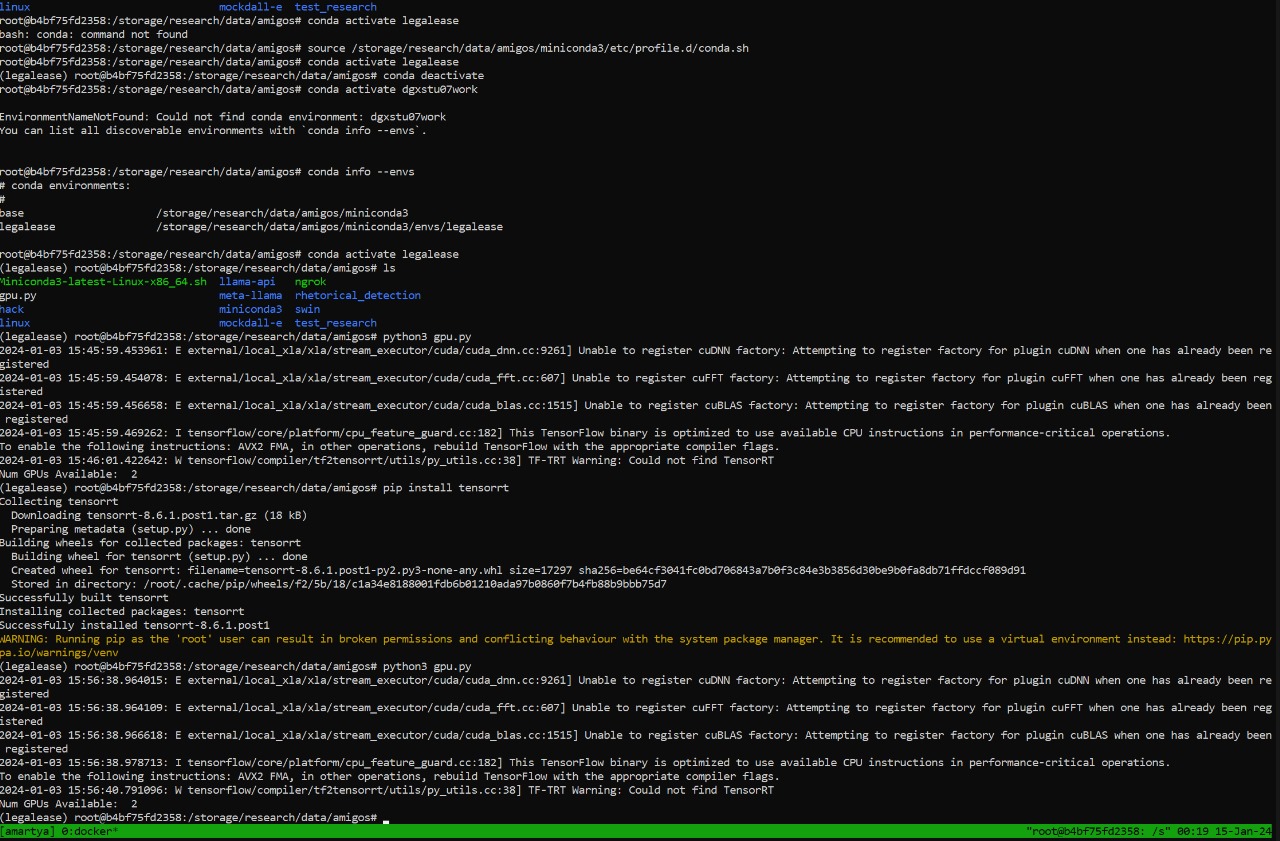 linux                              mockdall-e  test_research
root@b4bf75fd2358:/storage/research/data/amigos# conda activate legalease
bash: conda: command not found
root@b4bf75fd2358:/storage/research/data/amigos# source /storage/research/data/amigos/miniconda3/etc/profile.d/conda.sh
root@b4bf75fd2358:/storage/research/data/amigos# conda activate legalease
(legalease) root@b4bf75fd2358:/storage/research/data/amigos# conda deactivate
root@b4bf75fd2358:/storage/research/data/amigos# conda activate dgxstu07work
EnvironmentNameNotFound: Could not find conda environment: dgxstu07work
You can list all discoverable environments with `conda info --envs`.
root@b4bf75fd2358:/storage/research/data/amigos# conda info --envs
# conda environments:
#
base                     /storage/research/data/amigos/miniconda3
legalease                /storage/research/data/amigos/miniconda3/envs/legalease
root@b4bf75fd2358:/storage/research/data/amigos# conda activate legalease
(legalease) root@b4bf75fd2358:/storage/research/data/amigos# ls
Miniconda3-latest-Linux-x86_64.sh  llama-api   ngrok
gpu.py                             meta-llama  rhetorical_detection
hack                               miniconda3  swin
linux                              mockdall-e  test_research
(legalease) root@b4bf75fd2358:/storage/research/data/amigos# python3 gpu.py
2024-01-03 15:45:59.453961: E external/local_xla/xla/stream_executor/cuda/cuda_dnn.cc:9261] Unable to register cuDNN factory: Attempting to register factory for plugin cuDNN when one has already been re
gistered
2024-01-03 15:45:59.454078: E external/local_xla/xla/stream_executor/cuda/cuda_fft.cc:607] Unable to register cuFFT factory: Attempting to register factory for plugin cuFFT when one has already been reg
istered
2024-01-03 15:45:59.456658: E external/local_xla/xla/stream_executor/cuda/cuda_blas.cc:1515] Unable to register cuBLAS factory: Attempting to register factory for plugin cuBLAS when one has already been
 registered
2024-01-03 15:45:59.469262: I tensorflow/core/platform/cpu_feature_guard.cc:182] This TensorFlow binary is optimized to use available CPU instructions in performance-critical operations.
To enable the following instructions: AVX2 FMA, in other operations, rebuild TensorFlow with the appropriate compiler flags.
2024-01-03 15:46:01.422642: W tensorflow/compiler/tf2tensorrt/utils/py_utils.cc:38] TF-TRT Warning: Could not find TensorRT
Num GPUs Available:  2
(legalease) root@b4bf75fd2358:/storage/research/data/amigos# pip install tensorrt
Collecting tensorrt
  Downloading tensorrt-8.6.1.post1.tar.gz (18 kB)
  Preparing metadata (setup.py) ... done
Building wheels for collected packages: tensorrt
  Building wheel for tensorrt (setup.py) ... done
  Created wheel for tensorrt: filename=tensorrt-8.6.1.post1-py2.py3-none-any.whl size=17297 sha256=be64cf3041fc0bd706843a7b0f3c84e3b3856d30be9b0fa8db71ffdccf089d91
  Stored in directory: /root/.cache/pip/wheels/f2/5b/18/c1a34e8188001fdb6b01210ada97b0860f7b4fb88b9bbb75d7
Successfully built tensorrt
Installing collected packages: tensorrt
Successfully installed tensorrt-8.6.1.post1
WARNING: Running pip as the 'root' user can result in broken permissions and conflicting behaviour with the system package manager. It is recommended to use a virtual environment instead: https://pip.py
pa.io/warnings/venv
(legalease) root@b4bf75fd2358:/storage/research/data/amigos# python3 gpu.py
2024-01-03 15:56:38.964015: E external/local_xla/xla/stream_executor/cuda/cuda_dnn.cc:9261] Unable to register cuDNN factory: Attempting to register factory for plugin cuDNN when one has already been re
gistered
2024-01-03 15:56:38.964109: E external/local_xla/xla/stream_executor/cuda/cuda_fft.cc:607] Unable to register cuFFT factory: Attempting to register factory for plugin cuFFT when one has already been reg
istered
2024-01-03 15:56:38.966618: E external/local_xla/xla/stream_executor/cuda/cuda_blas.cc:1515] Unable to register cuBLAS factory: Attempting to register factory for plugin cuBLAS when one has already been
 registered
2024-01-03 15:56:38.978713: I tensorflow/core/platform/cpu_feature_guard.cc:182] This TensorFlow binary is optimized to use available CPU instructions in performance-critical operations.
To enable the following instructions: AVX2 FMA, in other operations, rebuild TensorFlow with the appropriate compiler flags.
2024-01-03 15:56:40.791096: W tensorflow/compiler/tf2tensorrt/utils/py_utils.cc:38] TF-TRT Warning: Could not find TensorRT
Num GPUs Available:  2
(legalease) root@b4bf75fd2358:/storage/research/data/amigos#
[amartya] 0:docker* "root@b4bf75fd2358: /s" 00:19 15-Jan-24